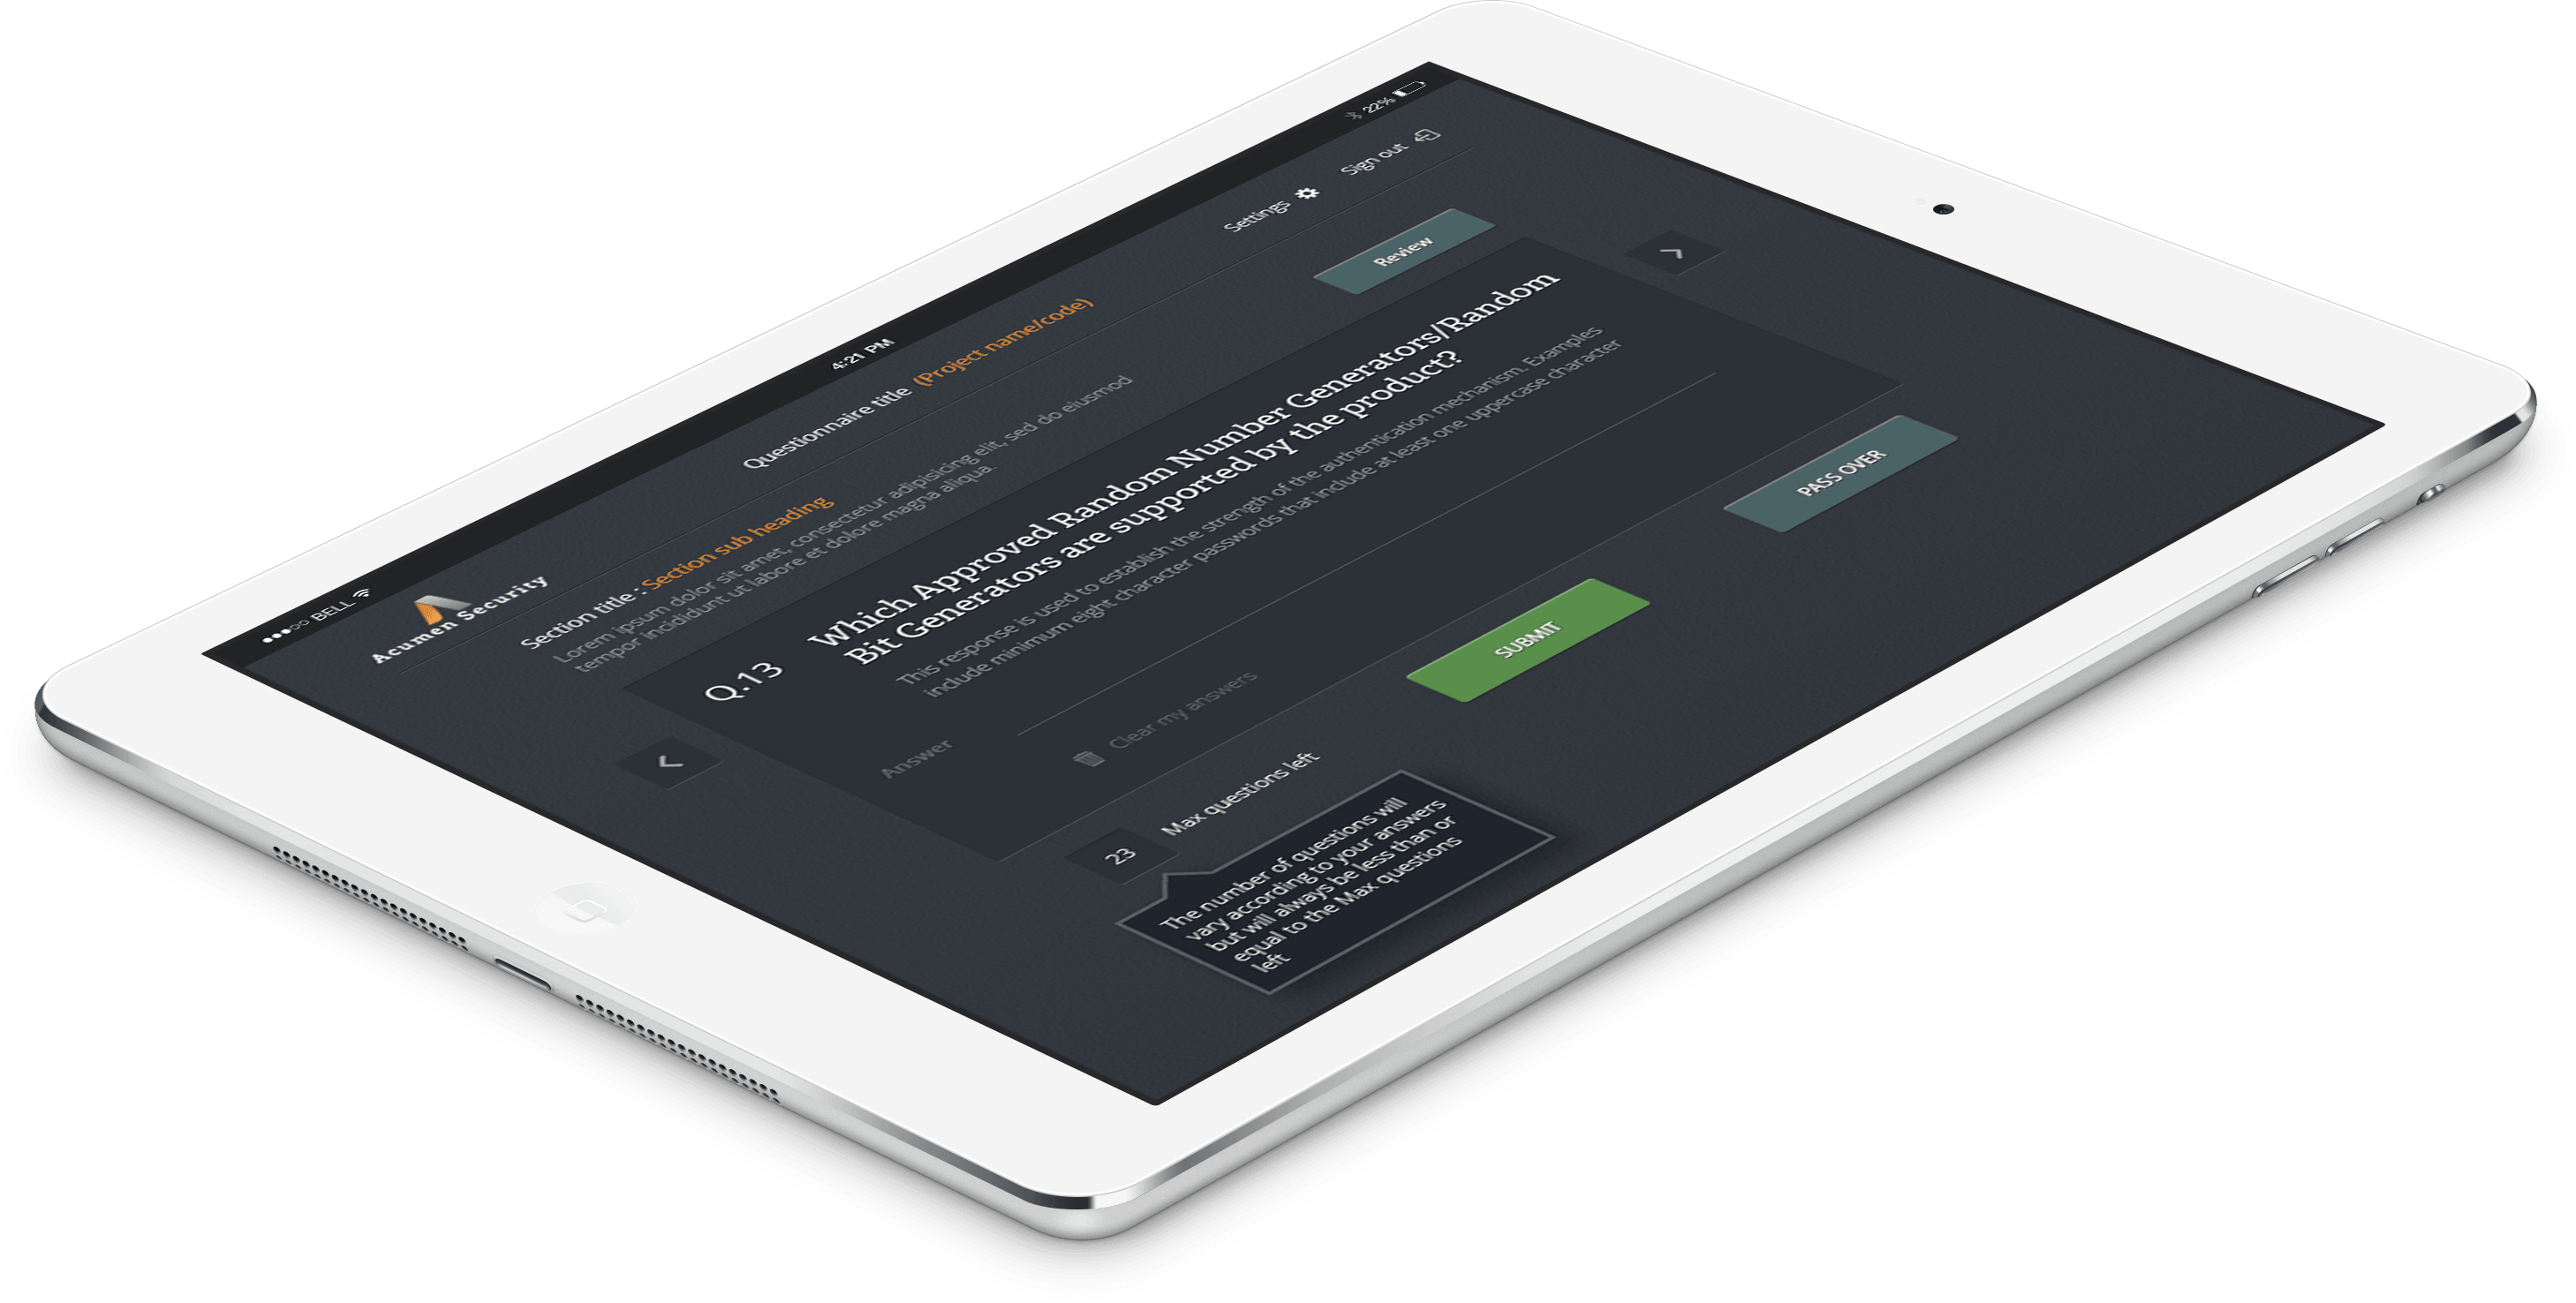 BELL
4:21 PM
22%
Acumen Security
Questionnaire title (Project name/code)
Settings
Sign out
Section title : Section sub heading
Lorem ipsum dolor sit amet, consectetur adipisicing elit, sed do eiusmod
tempor incididunt ut labore et dolore magna aliqua.
Review
Q.13
Which Approved Random Number Generators/Random
Bit Generators are supported by the product?
This response is used to establish the strength of the authentication mechanism. Examples
include minimum eight character passwords that include at least one uppercase character
Answer
Clear my answers
SUBMIT
PASS OVER
23
Max questions left
The number of questions will
vary according to your answers
but will always be less than or
equal to the Max questions
left